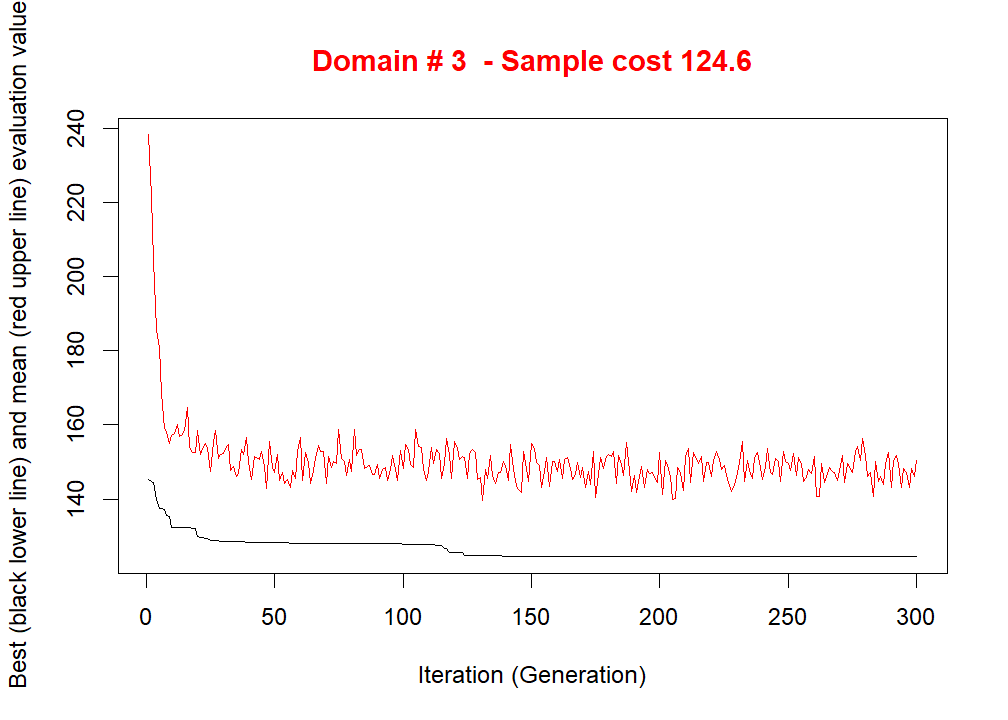 Domain # 3  - Sample cost 124.6
Best (black lower line) and mean (red upper line) evaluation value
240
220
200
180
160
140
0 50 100 150 200 250 300
Iteration (Generation)